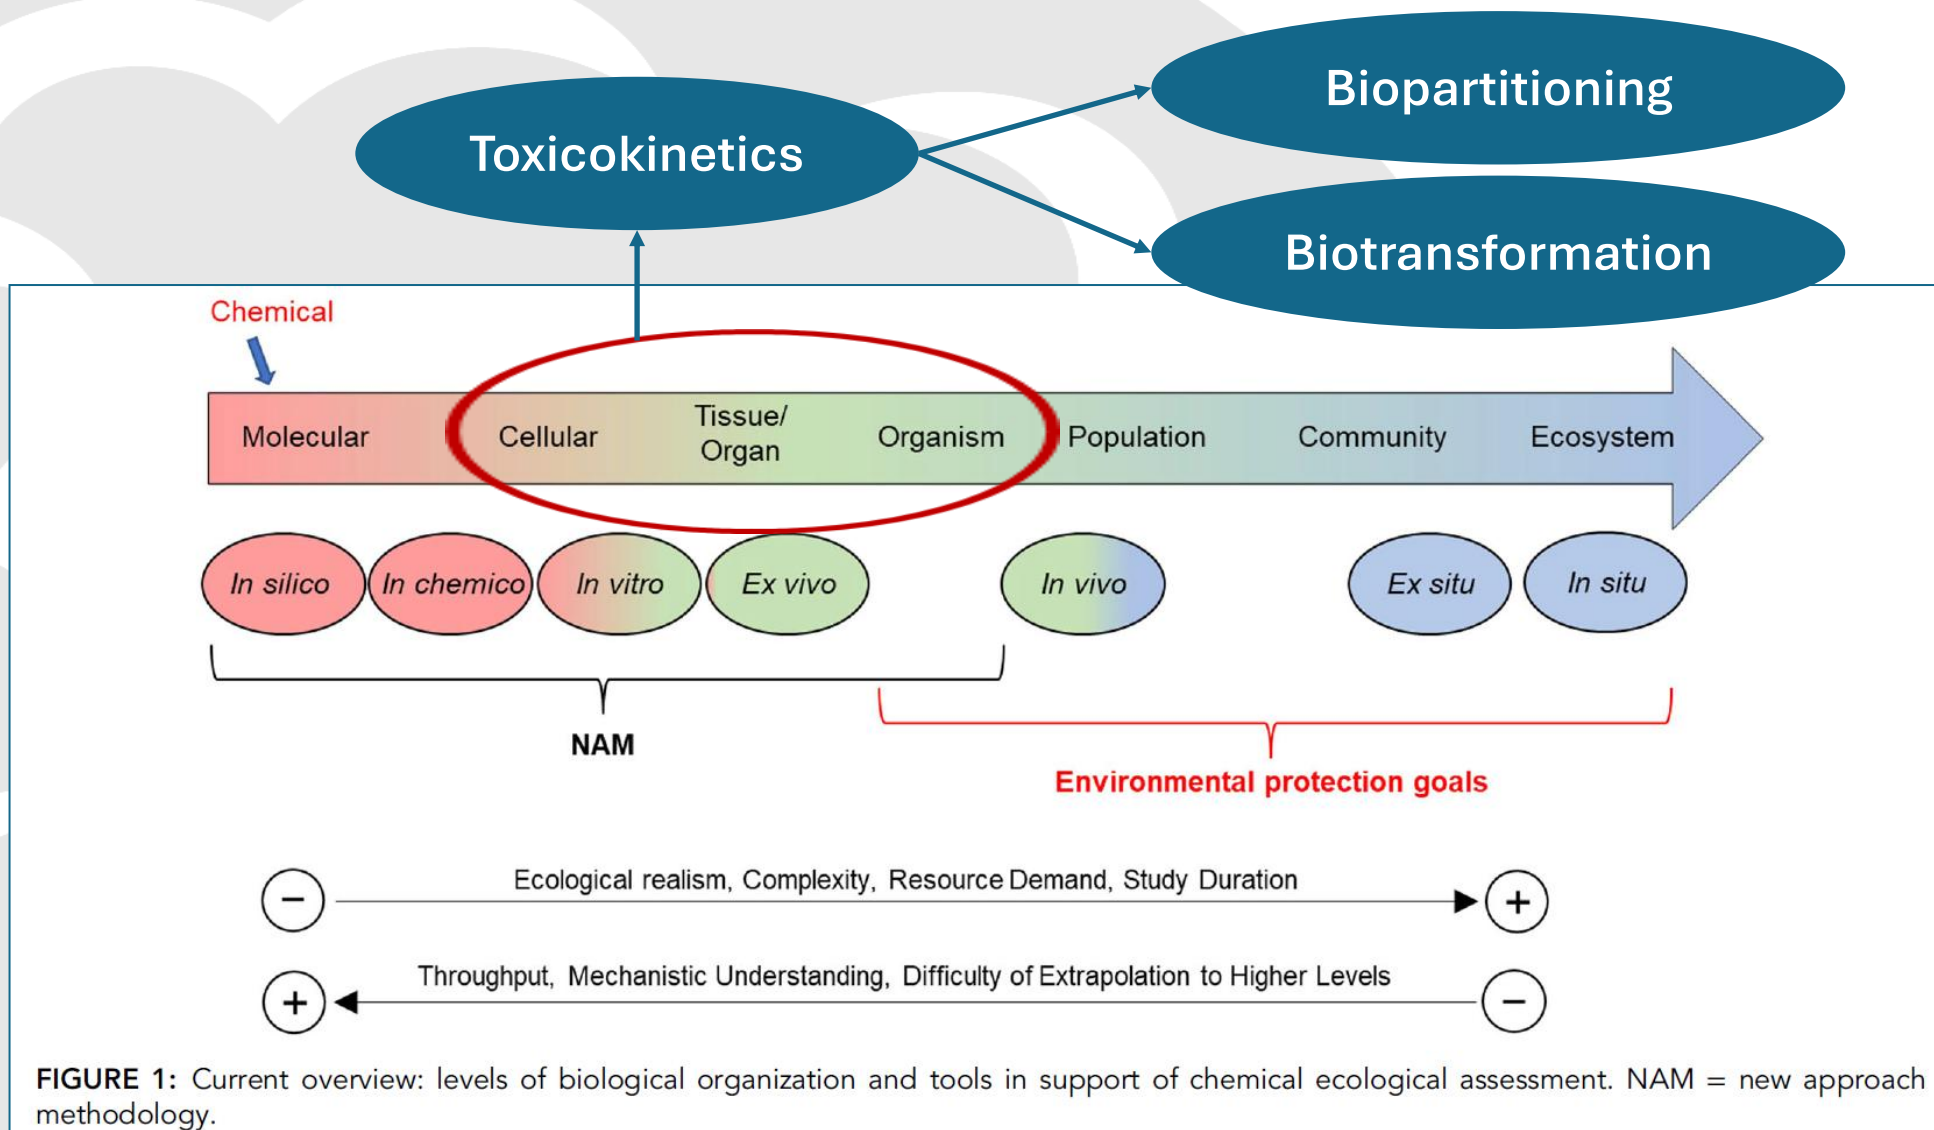 Biopartitioning
Toxicokinetics
Biotransformation
Chemical
Molecular
Cellular
Tissue/
Organ
Organism
Population
Community
Ecosystem
In silico
In chemico
In vitro
Ex vivo
In vivo
Ex situ
In situ
NAM
Environmental protection goals
− Ecological realism, Complexity, Resource Demand, Study Duration +
+ Throughput, Mechanistic Understanding, Difficulty of Extrapolation to Higher Levels −
FIGURE 1: Current overview: levels of biological organization and tools in support of chemical ecological assessment. NAM = new approach
methodology.